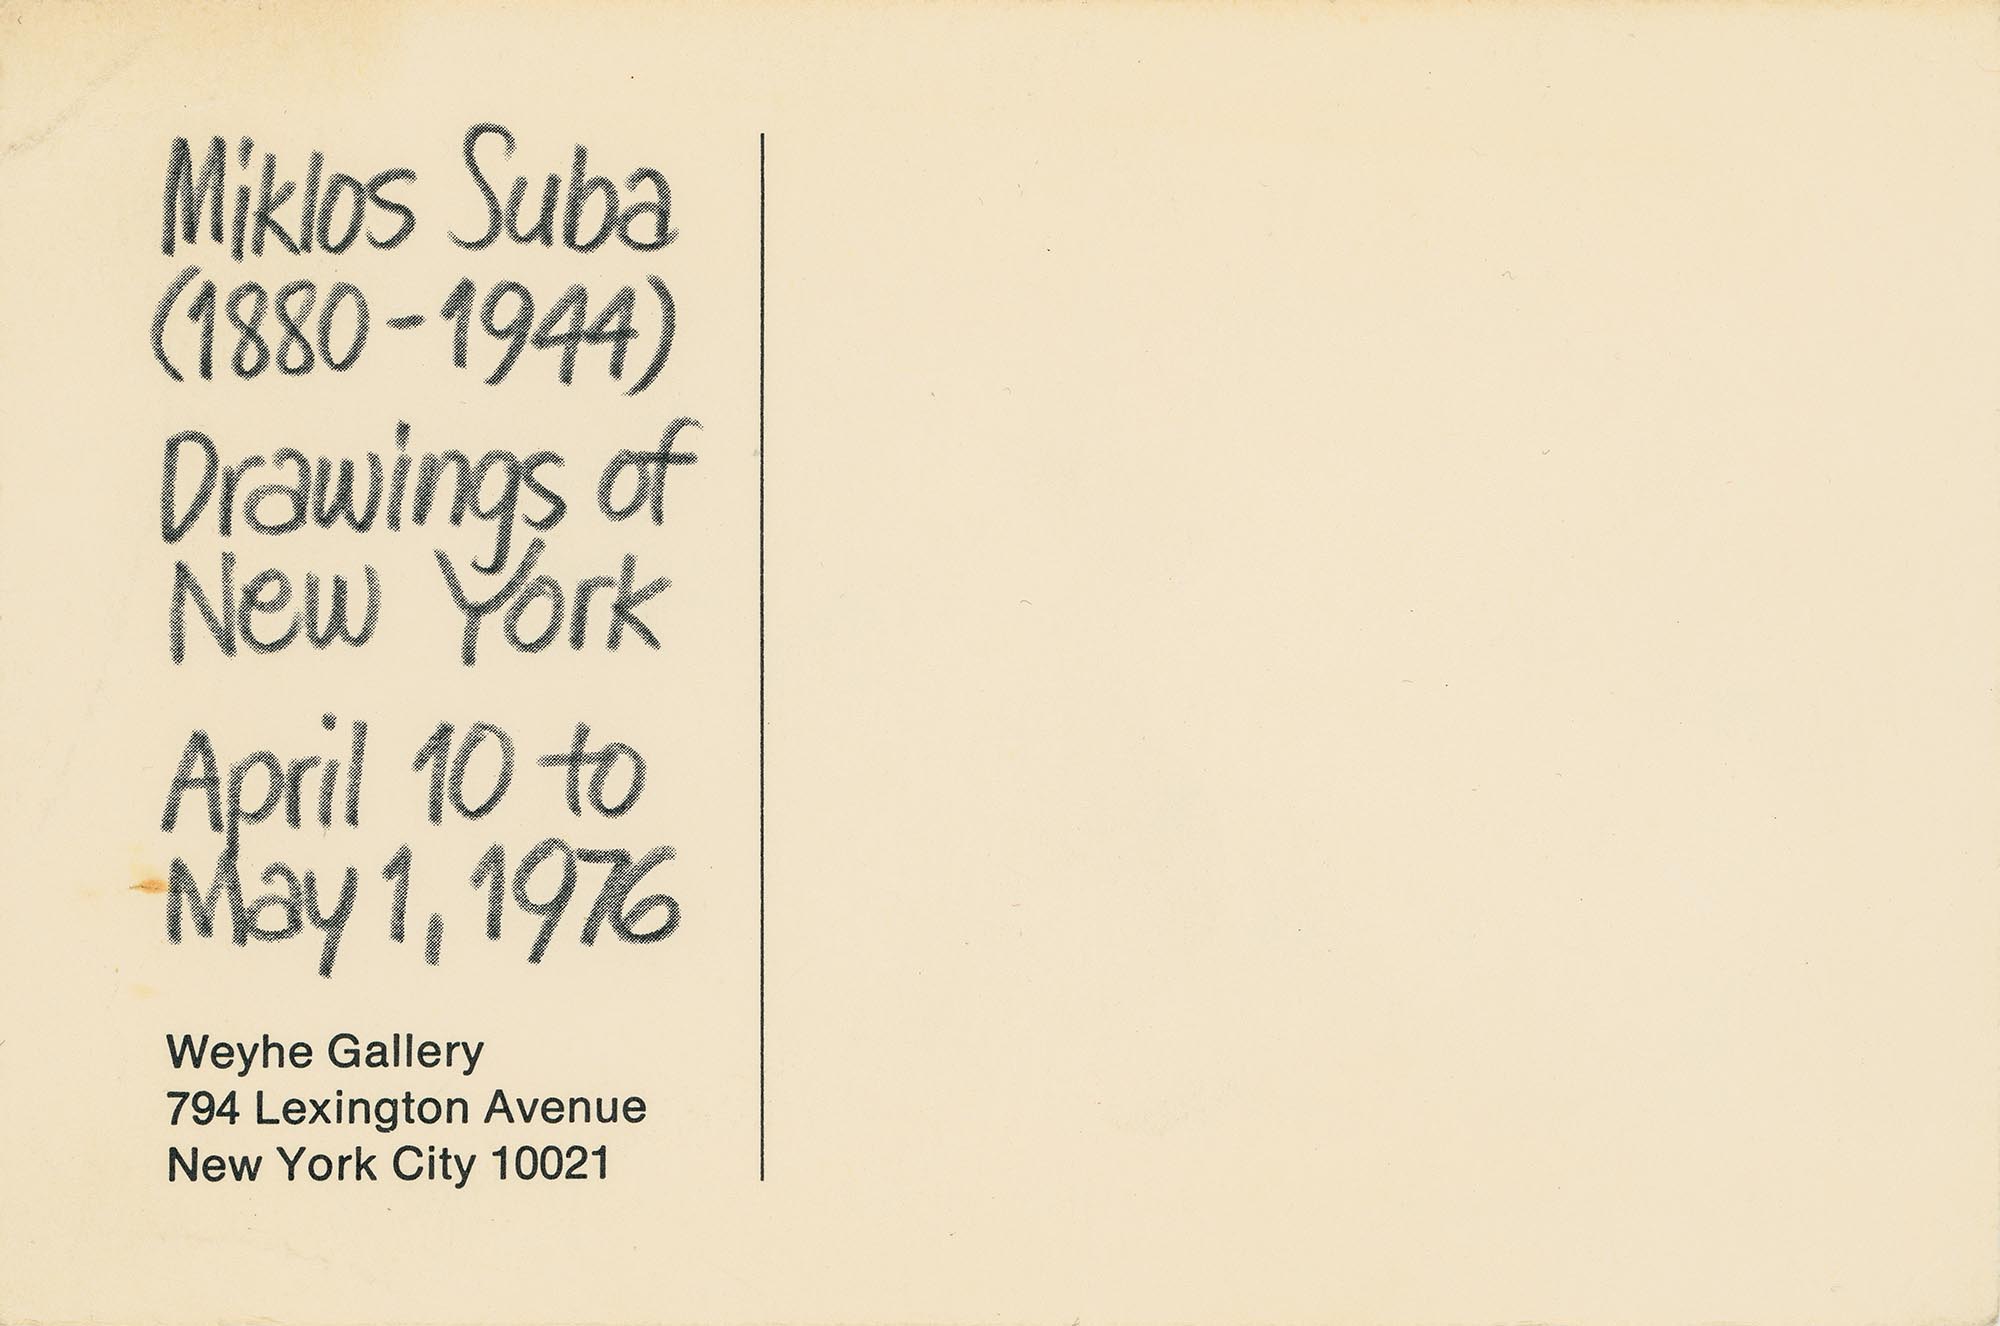 Miklos Suba
(1880-1944)
Drawings of
New York
April 10 to
May 1, 1976
Weyhe Gallery
794 Lexington Avenue
New York City 10021